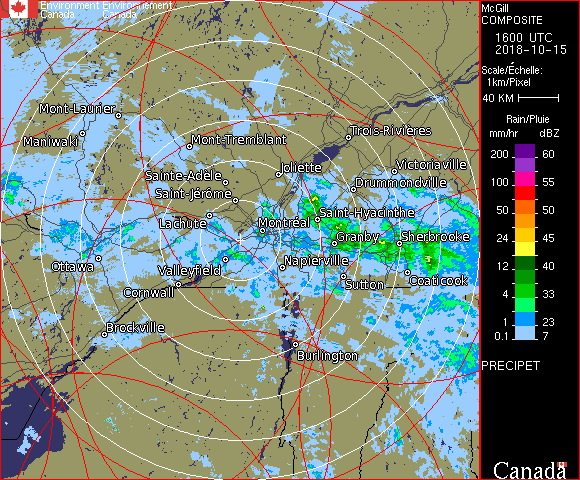 Environment Environnement
Canada Canada
McGill
COMPOSITE
1600 UTC
2018-10-15
Scale/Échelle:
1km/Pixel
40 KM
Rain/Pluie
mm/hr dBZ
200 60
100 55
50 50
24 45
12 40
4 33
1 23
0.1 7
PRECIPET
Canada
Mont-Laurier
Maniwaki
Mont-Tremblant
Trois-Rivières
Victoriaville
Joliette
Sainte-Adèle
Drummondville
Saint-Jérôme
Saint-Hyacinthe
Lachute
Montréal
Granby
Sherbrooke
Ottawa
Valleyfield
Napierville
Coaticook
Sutton
Cornwall
Brockville
Burlington